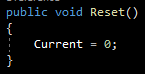 public void Reset()
{
    Current = 0;
}